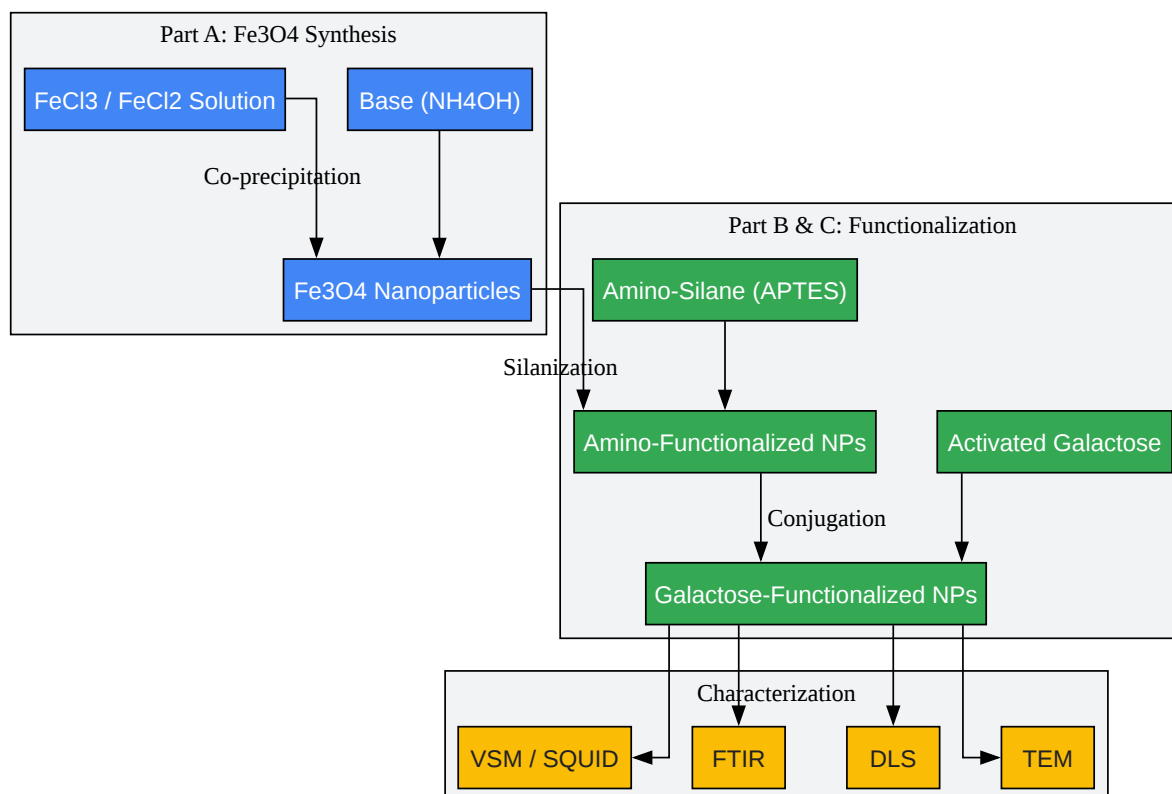 Part A: Fe3O4 Synthesis
FeCl3 / FeCl2 Solution
Base (NH4OH)
Co-precipitation
Fe3O4 Nanoparticles
Part B & C: Functionalization
Amino-Silane (APTES)
Silanization
Amino-Functionalized NPs
Activated Galactose
Conjugation
Galactose-Functionalized NPs
Characterization
VSM / SQUID
FTIR
DLS
TEM